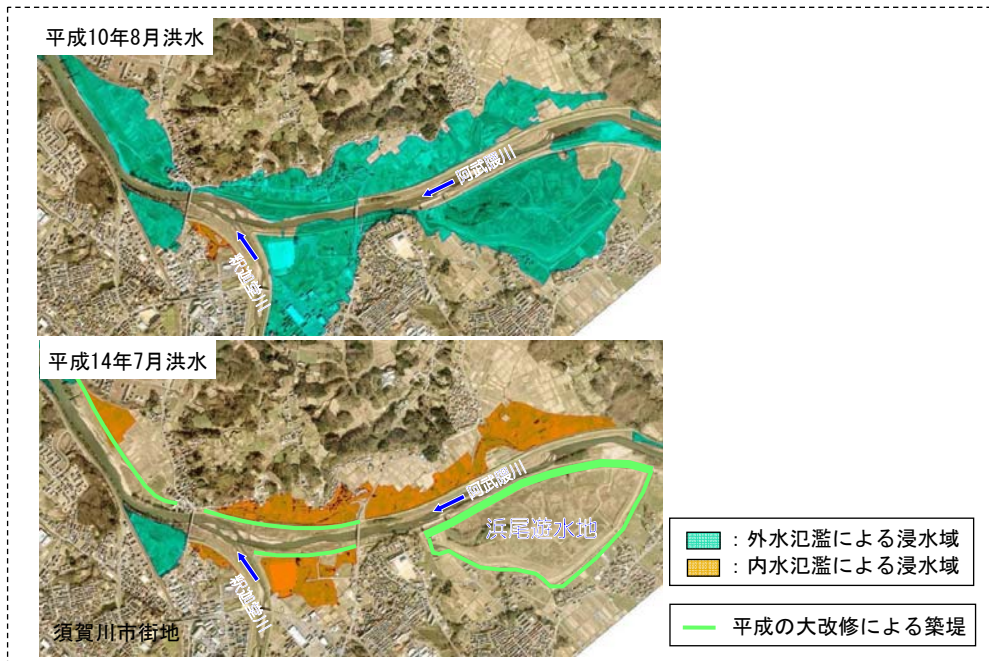 平成10年8月洪水
阿武隈川
釈迦堂川
平成14年7月洪水
阿武隈川
浜尾遊水地
釈迦堂川
須賀川市街地
：外水氾濫による浸水域
：内水氾濫による浸水域
平成の大改修による築堤